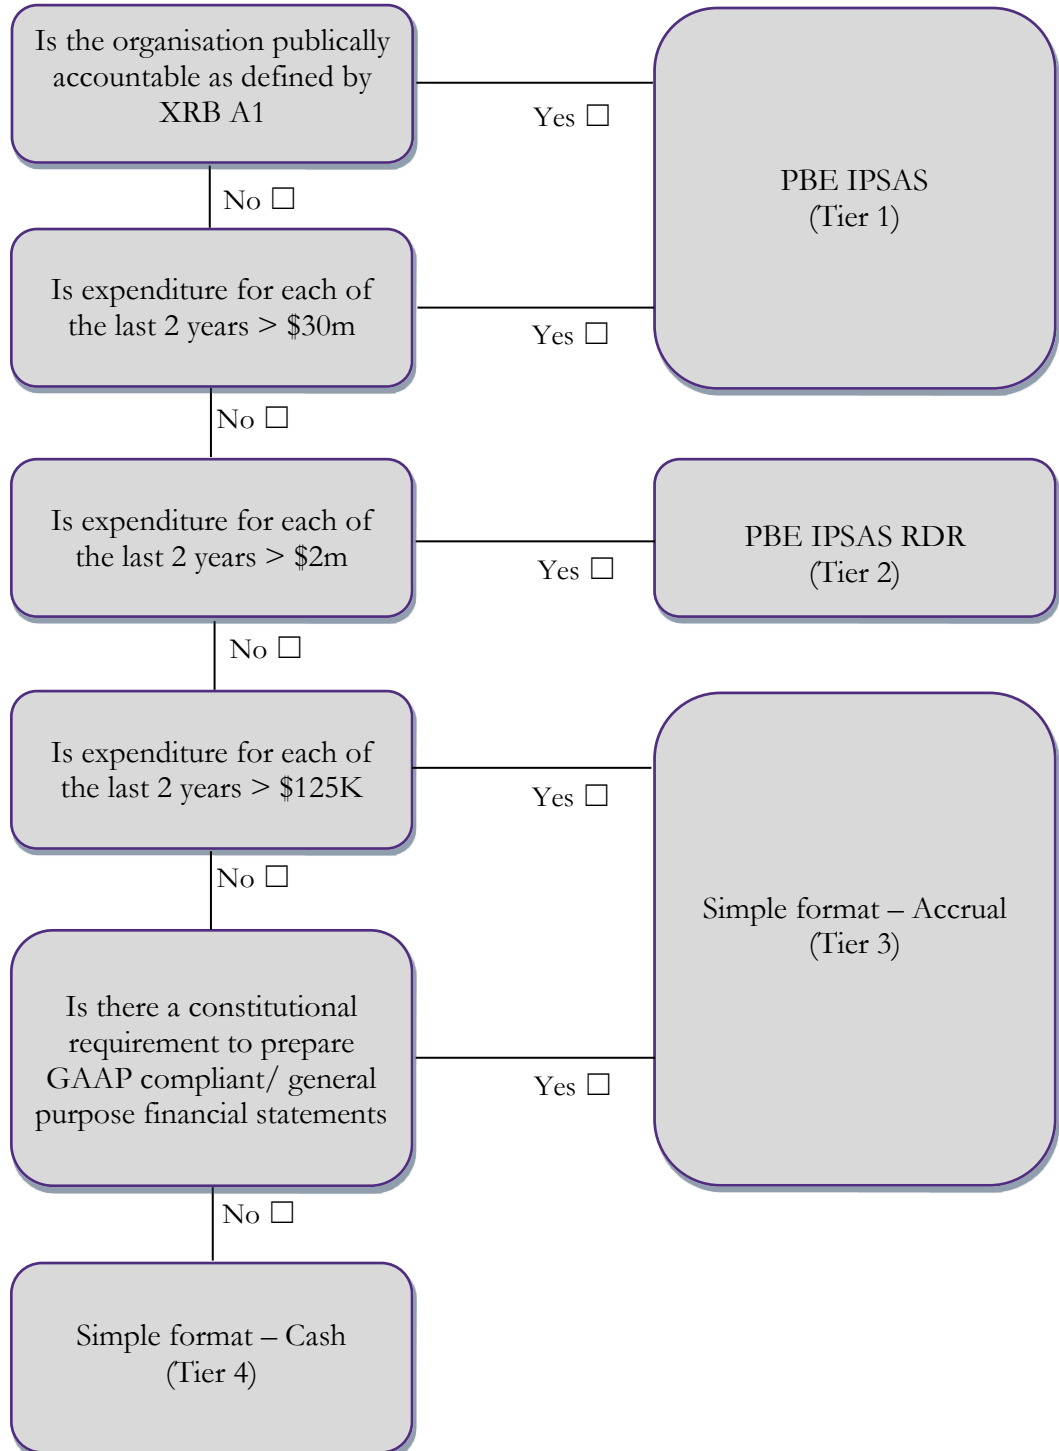 Is the organisation publically
accountable as defined by
XRB A1
Yes ☐
PBE IPSAS
(Tier 1)
No ☐
Is expenditure for each of
the last 2 years > $30m
Yes ☐
No ☐
Is expenditure for each of
the last 2 years > $2m
Yes ☐
PBE IPSAS RDR
(Tier 2)
No ☐
Is expenditure for each of
the last 2 years > $125K
Yes ☐
Simple format – Accrual
(Tier 3)
No ☐
Is there a constitutional
requirement to prepare
GAAP compliant/ general
purpose financial statements
Yes ☐
No ☐
Simple format – Cash
(Tier 4)